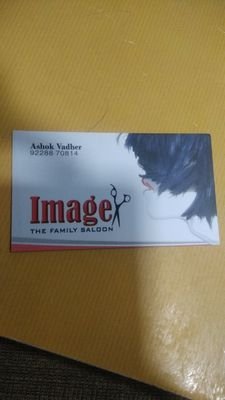 Ashok Vadher
92288 70814
Image
THE FAMILY SALOON